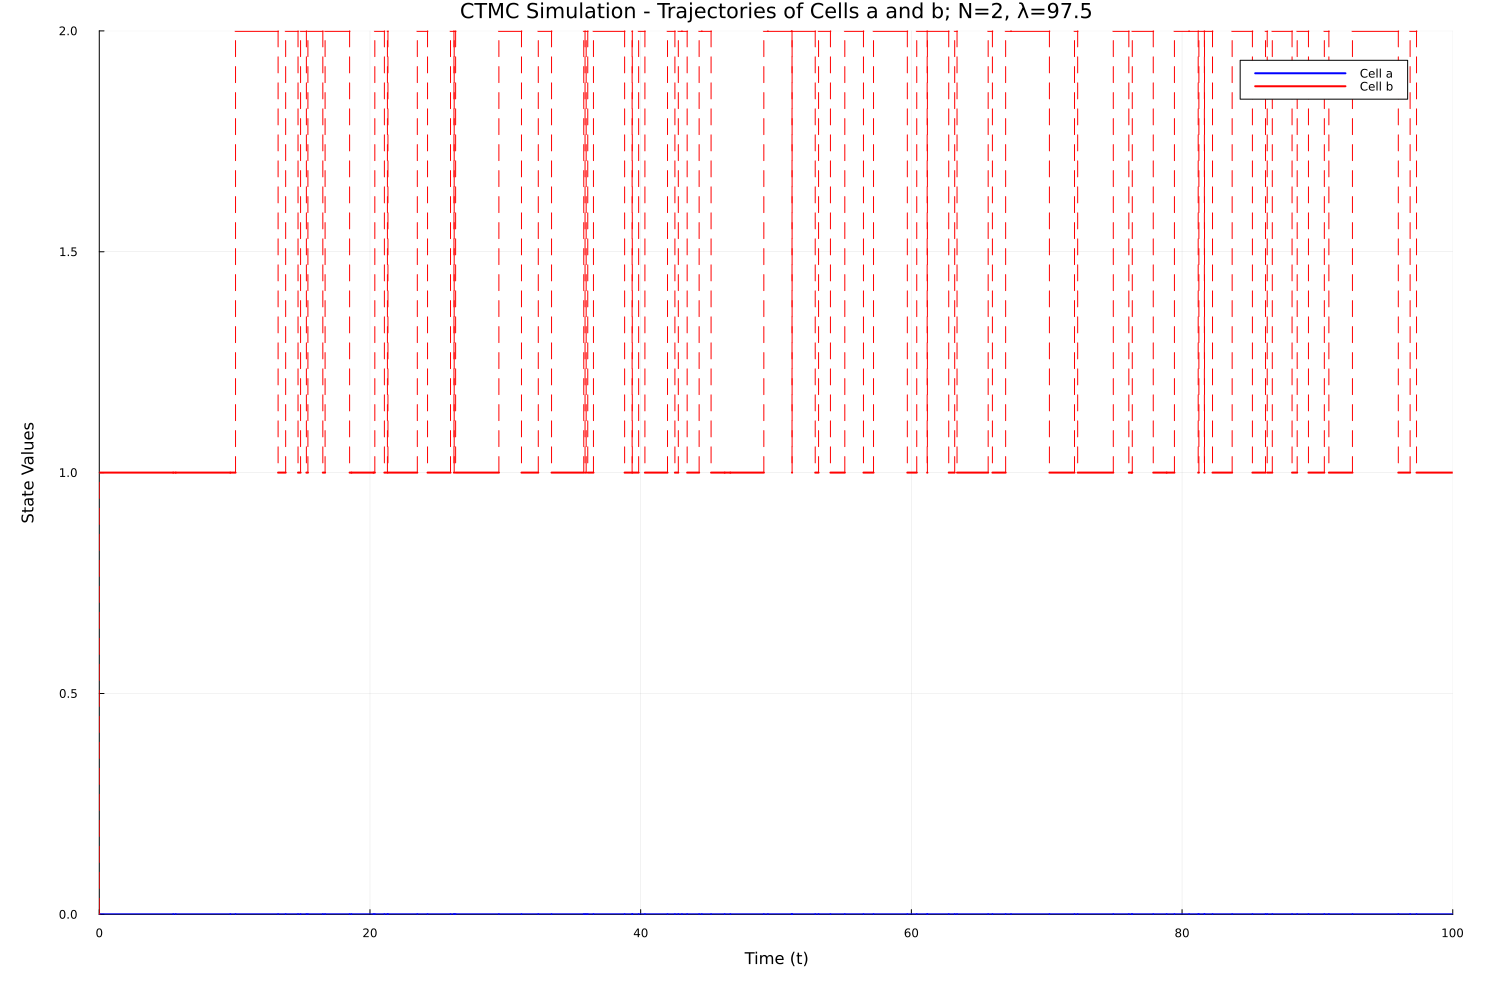 CTMC Simulation - Trajectories of Cells a and b; N=2, λ=97.5
2.0
Cell a
Cell b
1.5
1.0
State Values
0.5
0.0
0 20 40 60 80 100
Time (t)